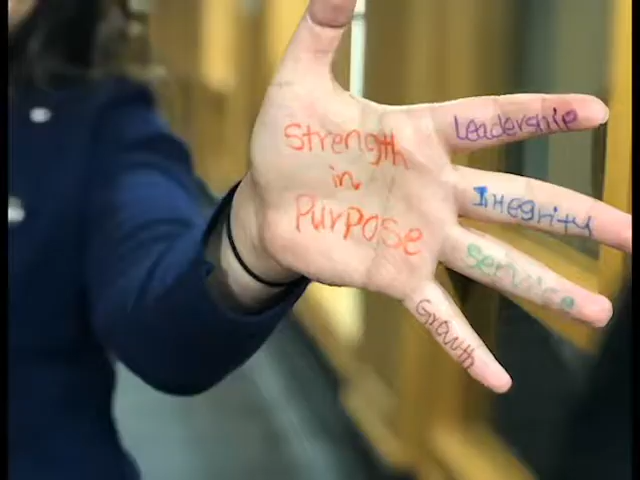 Strength
in
Purpose
Leadership
Integrity
service
Growth